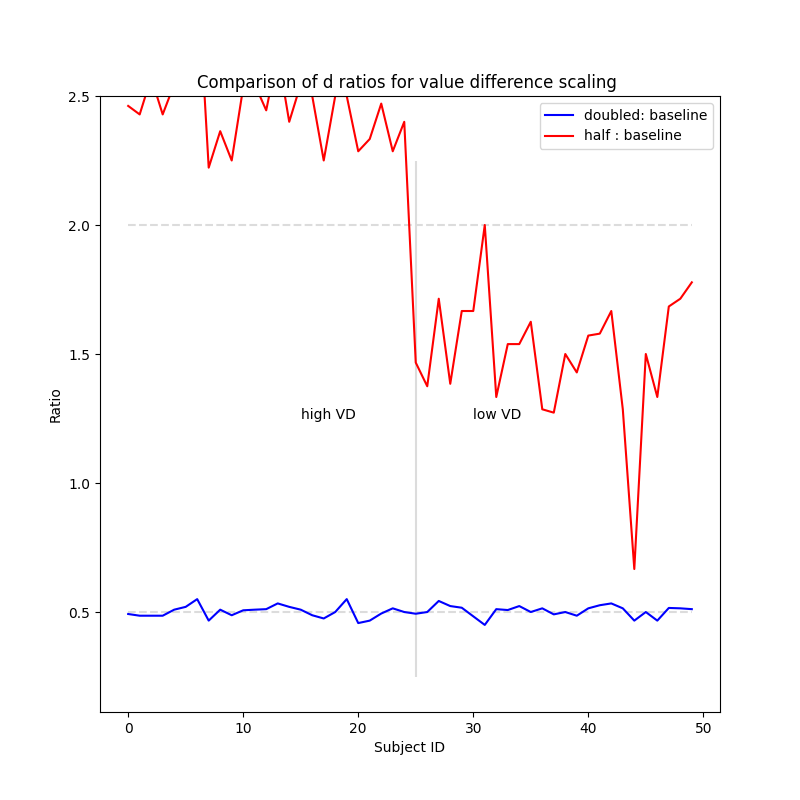 Comparison of d ratios for value difference scaling
doubled: baseline
half : baseline
2.5
2.0
1.5
1.0
0.5
Ratio
high VD
low VD
0
10
20
30
40
50
Subject ID